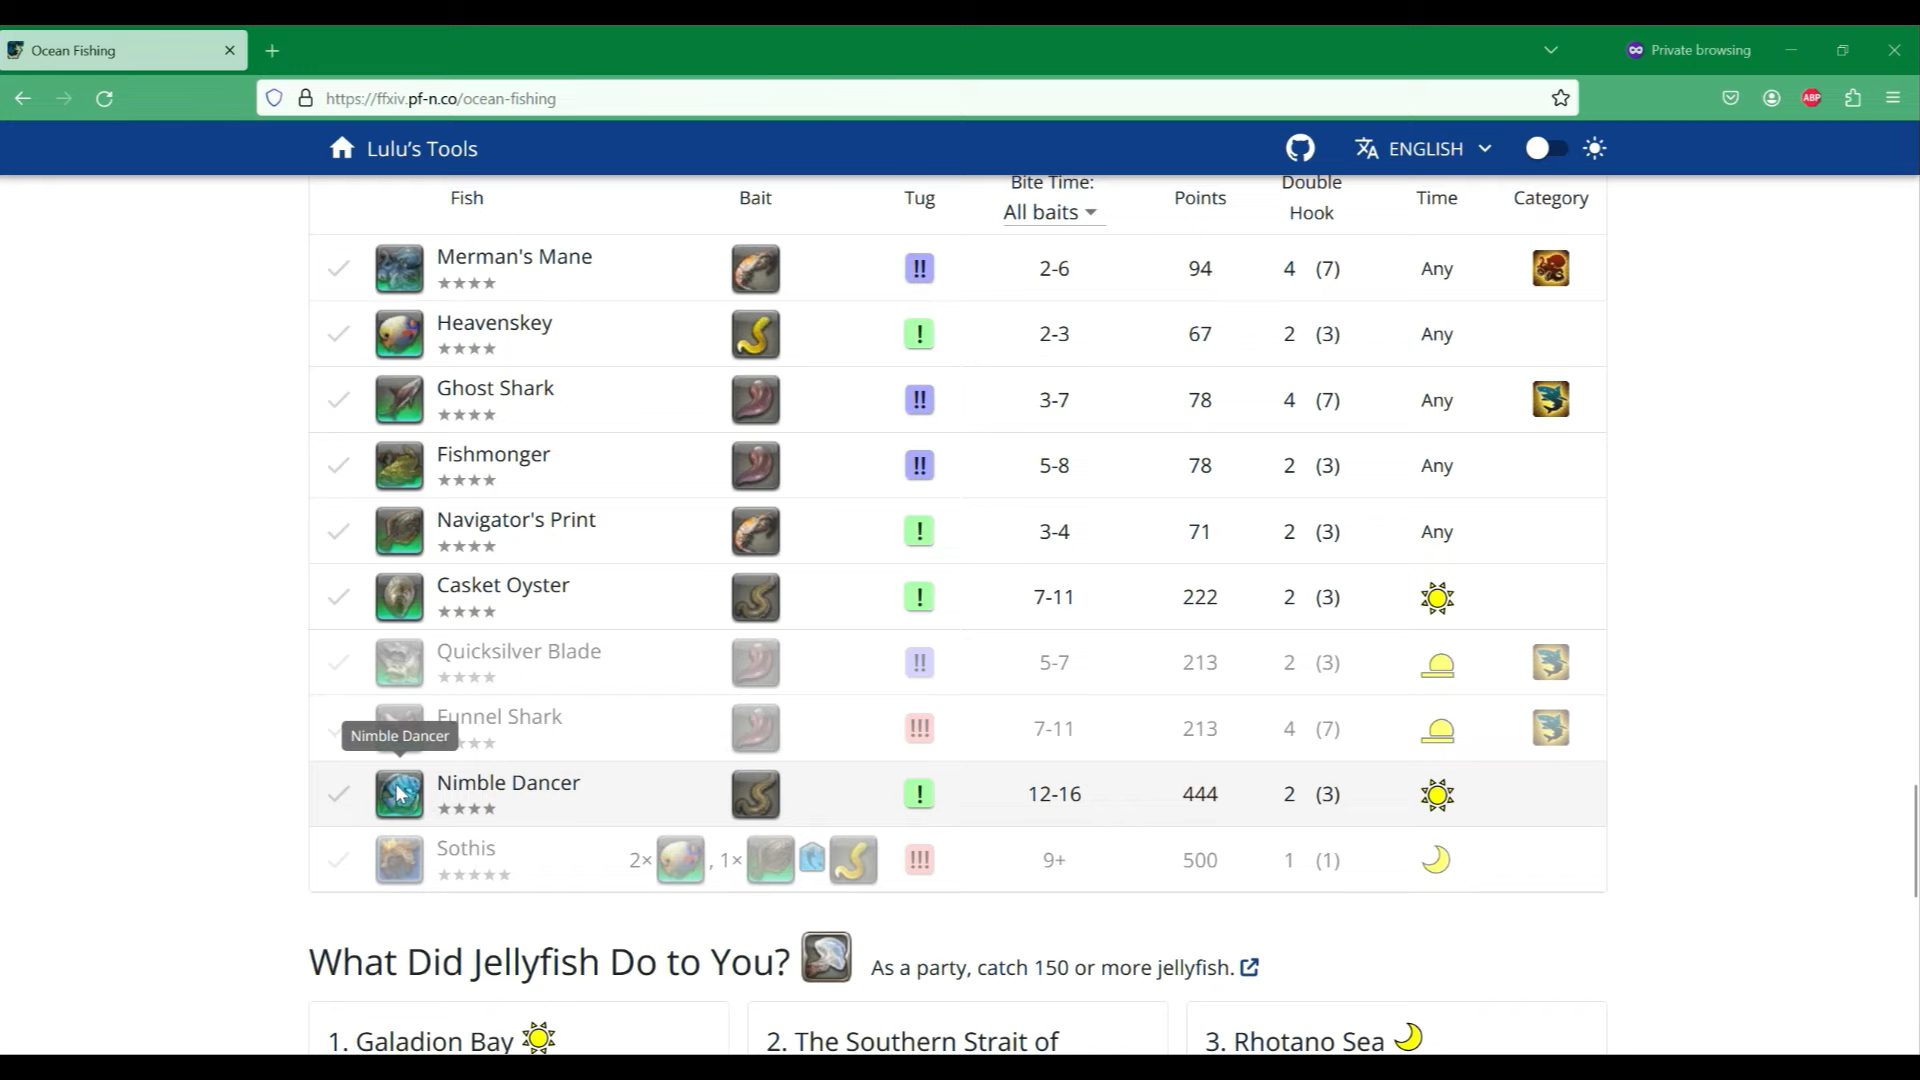 Ocean Fishing
Private browsing
https://ffxiv.pf-n.co/ocean-fishing
ABP
Lulu's Tools
ENGLISH
Fish Bait Tug Bite Time: All baits Points Double Hook Time Category
Merman's Mane !! 2-6 94 4 (7) Any
★★★★
Heavenskey ! 2-3 67 2 (3) Any
★★★★
Ghost Shark !! 3-7 78 4 (7) Any
★★★★
Fishmonger !! 5-8 78 2 (3) Any
★★★★
Navigator's Print ! 3-4 71 2 (3) Any
★★★★
Casket Oyster ! 7-11 222 2 (3)
★★★★
Quicksilver Blade !! 5-7 213 2 (3)
★★★★
Funnel Shark !!! 7-11 213 4 (7)
★★★
Nimble Dancer
Nimble Dancer ! 12-16 444 2 (3)
★★★★
Sothis 2× , 1× !!! 9+ 500 1 (1)
★★★★★
What Did Jellyfish Do to You? As a party, catch 150 or more jellyfish.
1. Galadion Bay
2. The Southern Strait of
3. Rhotano Sea